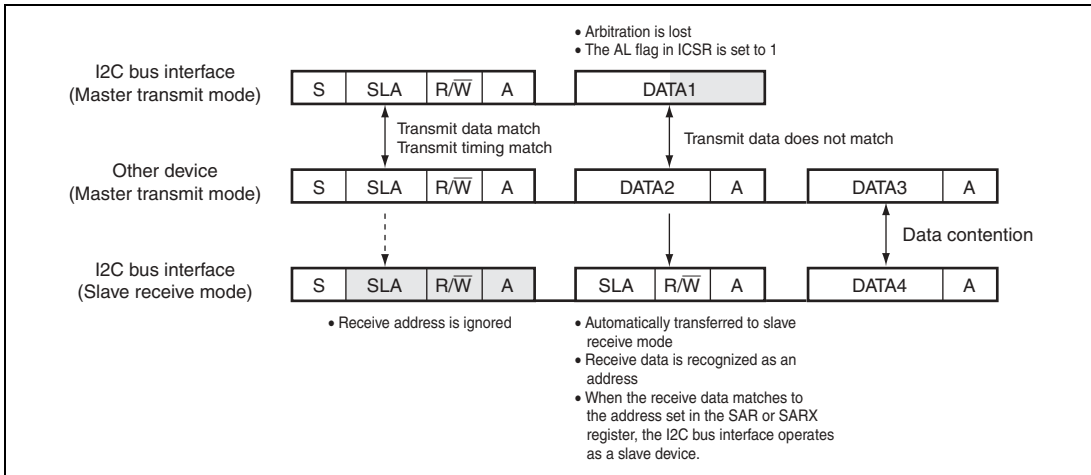 • Arbitration is lost
• The AL flag in ICSR is set to 1
I2C bus interface
(Master transmit mode)
S SLA R/W̅ A DATA1
Transmit data match
Transmit timing match
Transmit data does not match
Other device
(Master transmit mode)
S SLA R/W̅ A DATA2 A DATA3 A
Data contention
I2C bus interface
(Slave receive mode)
S SLA R/W̅ A SLA R/W̅ A DATA4 A
• Receive address is ignored
• Automatically transferred to slave
receive mode
• Receive data is recognized as an
address
• When the receive data matches to
the address set in the SAR or SARX
register, the I2C bus interface operates
as a slave device.